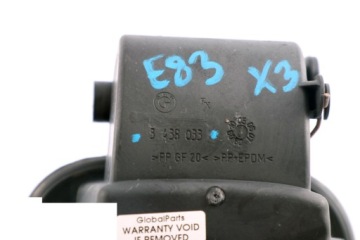 E83 X3
3 438 033
>PP GF 20< >PP-EPDM<
GlobalParts
WARRANTY VOID
IF REMOVED